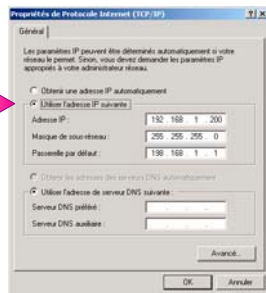 Propriétés de Protocole Internet (TCP/IP)
Général
Les paramètres IP peuvent être déterminés automatiquement si votre
réseau le permet. Sinon, vous devez demander les paramètres IP
appropriés à votre administrateur réseau.
Obtenir une adresse IP automatiquement
Utiliser l'adresse IP suivante :
Adresse IP : 192 . 168 . 1 . 200
Masque de sous-réseau : 255 . 255 . 255 . 0
Passerelle par défaut : 198 . 168 . 1 . 1
Obtenir les adresses des serveurs DNS automatiquement
Utiliser l'adresse de serveur DNS suivante :
Serveur DNS préféré :
Serveur DNS auxiliaire :
Avancé...
OK Annuler